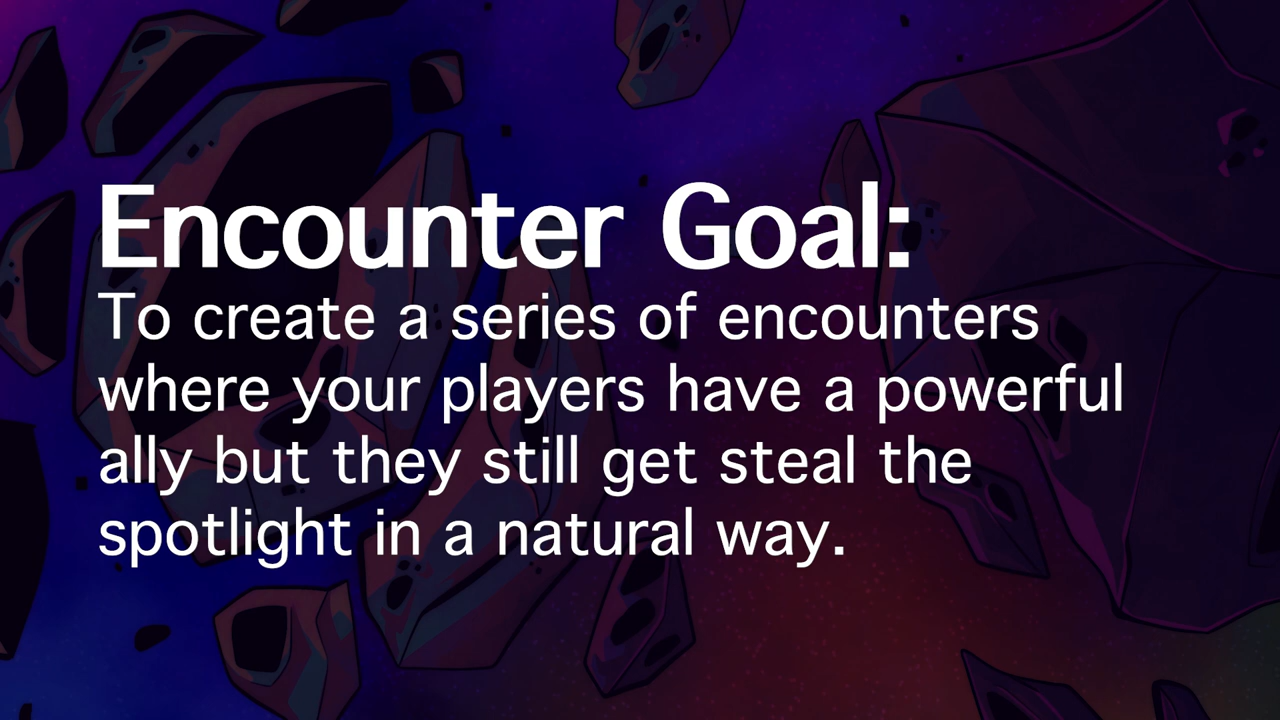 Encounter Goal:
To create a series of encounters
where your players have a powerful
ally but they still get steal the
spotlight in a natural way.